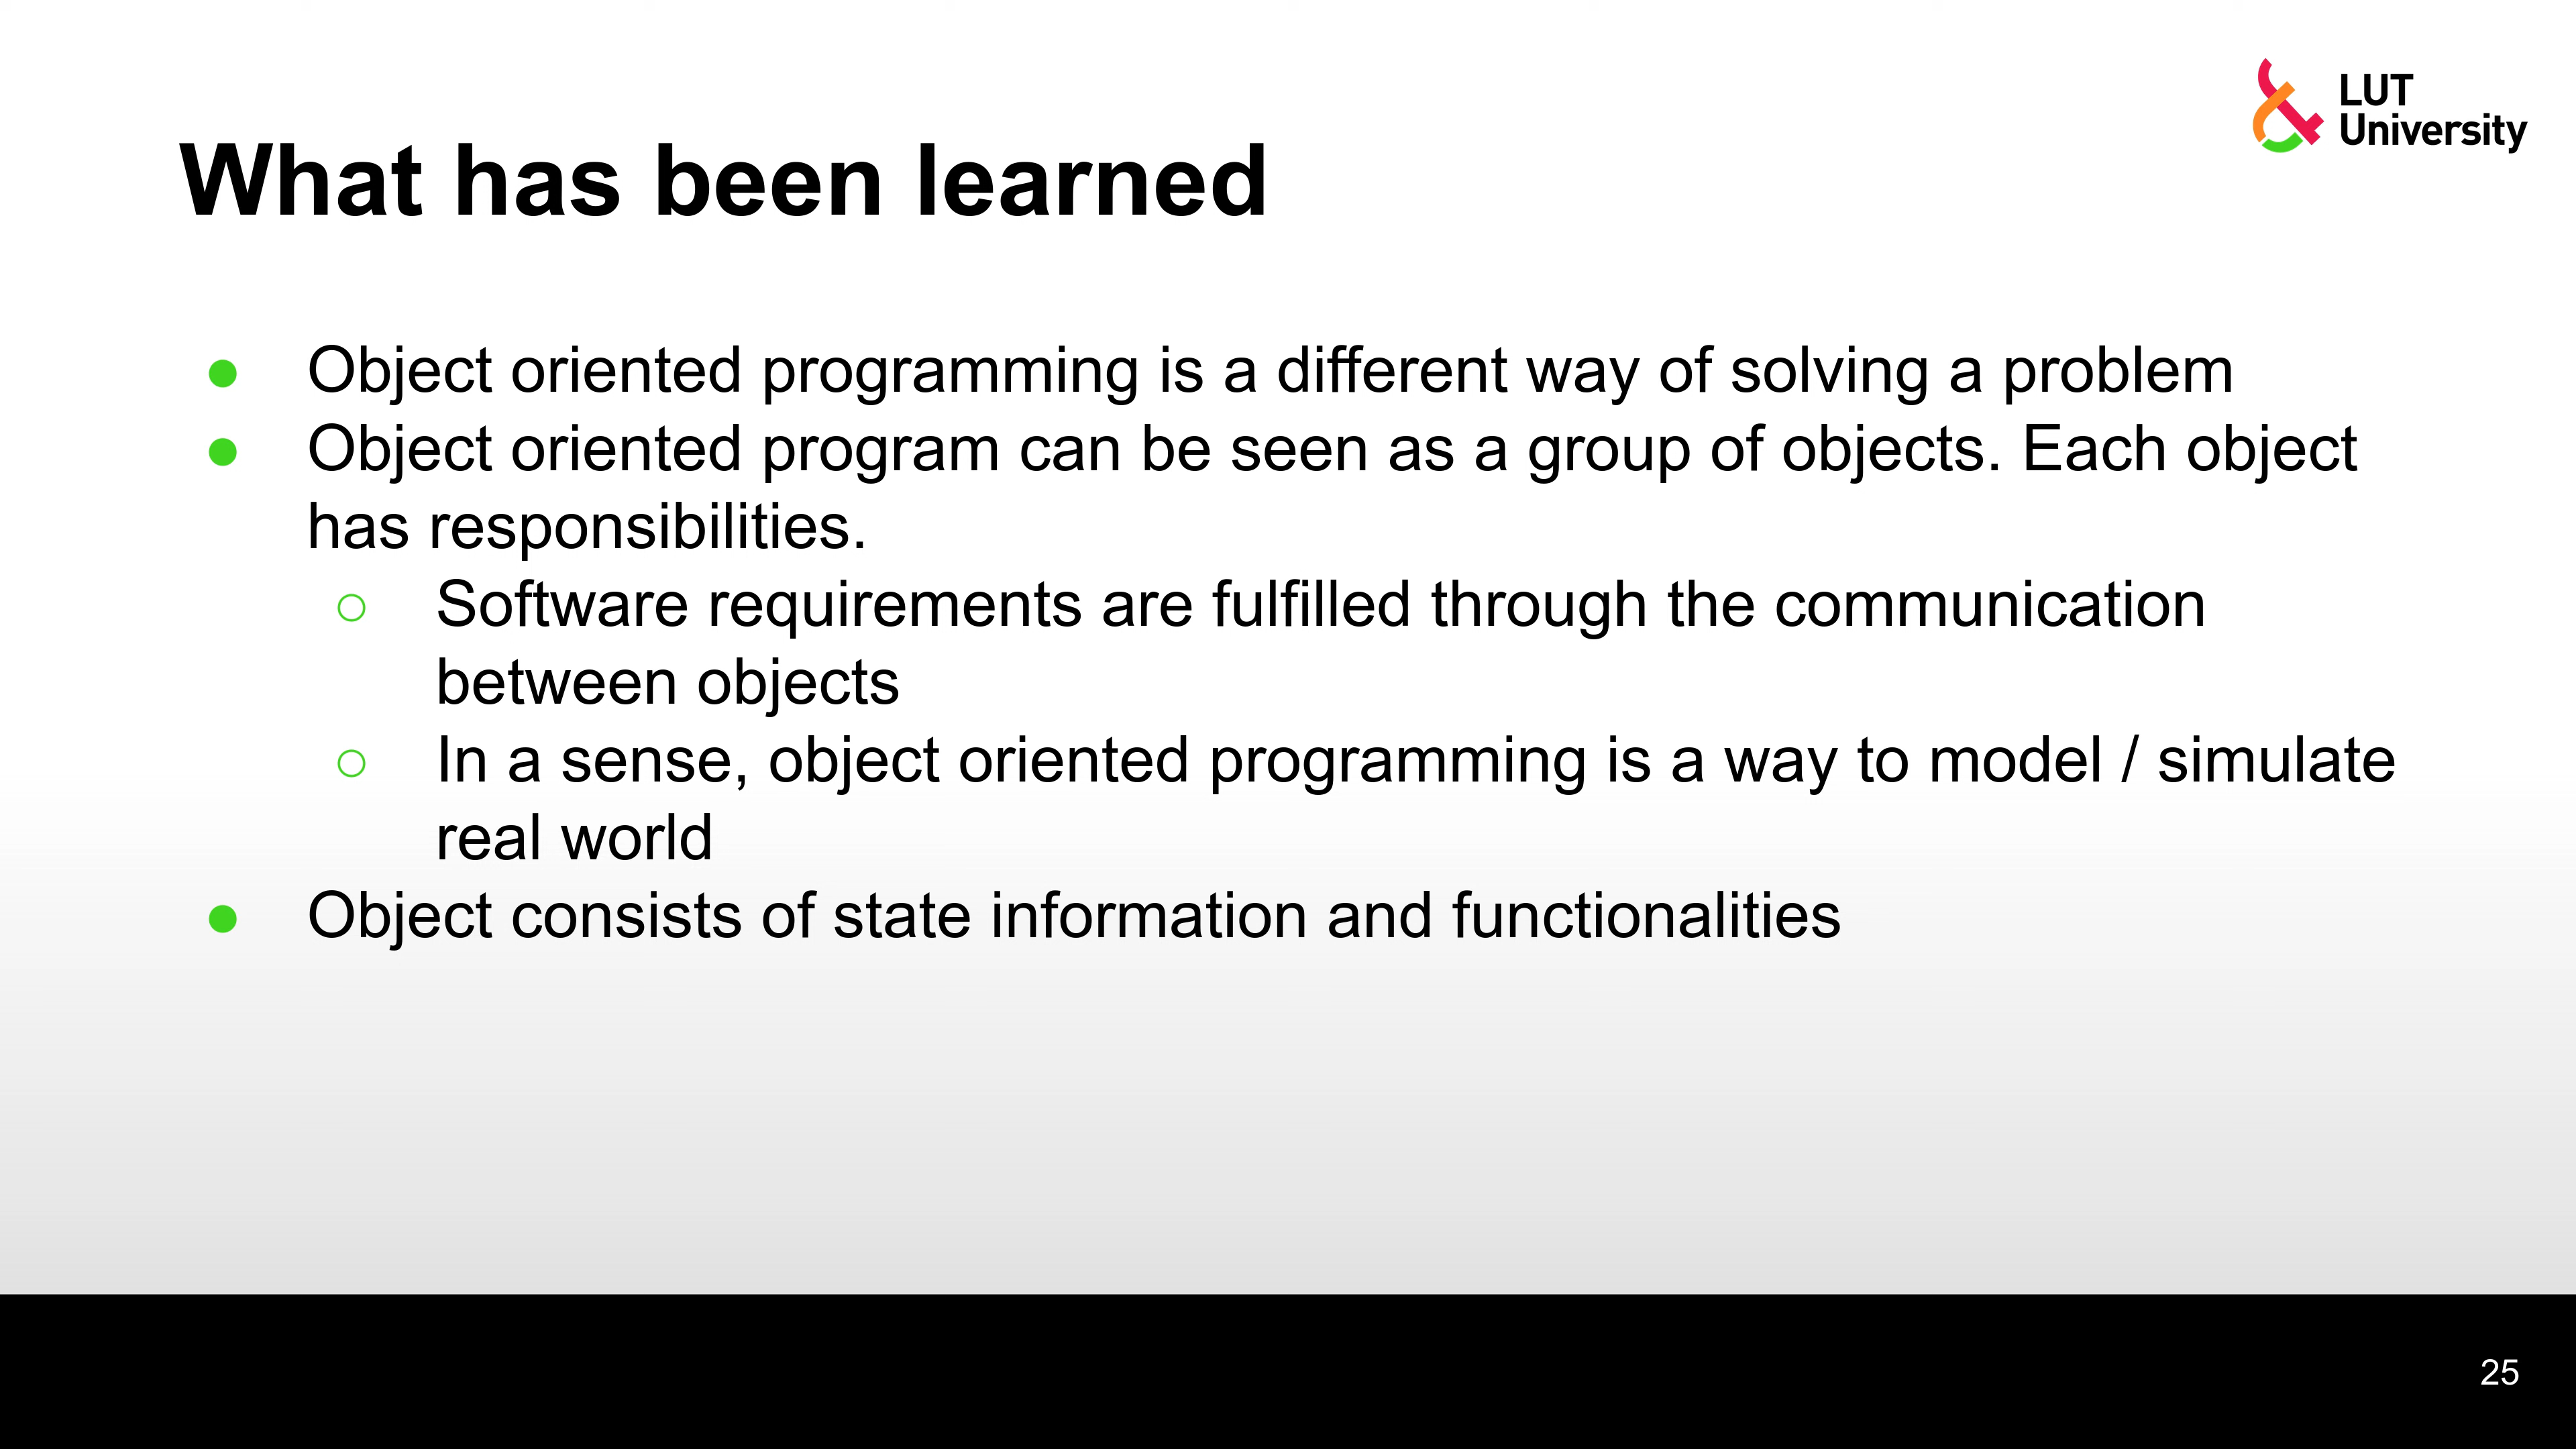 LUT
University
What has been learned
● Object oriented programming is a different way of solving a problem
● Object oriented program can be seen as a group of objects. Each object
has responsibilities.
○ Software requirements are fulfilled through the communication
between objects
○ In a sense, object oriented programming is a way to model / simulate
real world
● Object consists of state information and functionalities
25